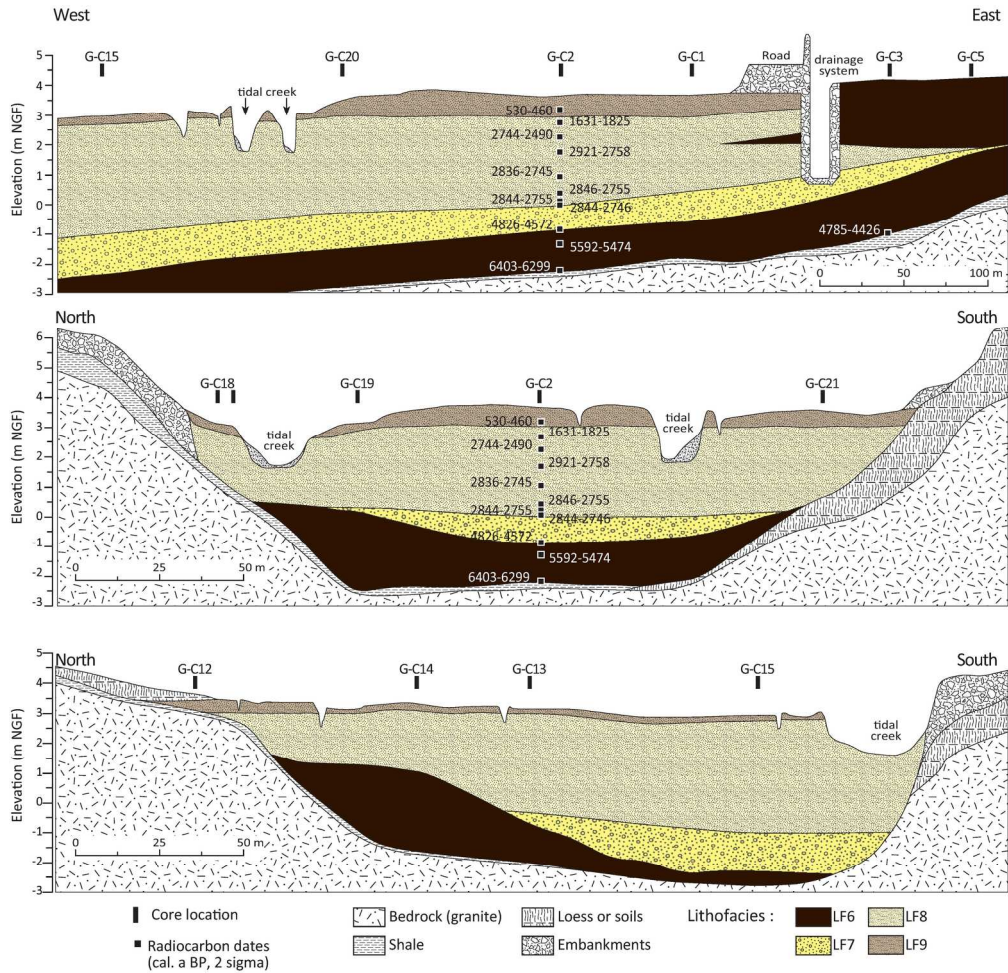 West
East
G-C15
G-C20
G-C2
G-C1
Road
drainage
system
G-C3
G-C5
tidal creek
Elevation (m NGF)
5
4
3
2
1
0
-1
-2
-3
530-460
1631-1825
2744-2490
2921-2758
2836-2745
2846-2755
2844-2755
2844-2746
4826-4572
5592-5474
6403-6299
4785-4426
0
50
100 m
North
South
G-C18
G-C19
G-C2
G-C21
tidal
creek
tidal
creek
Elevation (m NGF)
6
5
4
3
2
1
0
-1
-2
-3
530-460
1631-1825
2744-2490
2921-2758
2836-2745
2846-2755
2844-2755
2844-2746
4826-4572
5592-5474
6403-6299
0
25
50 m
North
South
G-C12
G-C14
G-C13
G-C15
tidal
creek
Elevation (m NGF)
5
4
3
2
1
0
-1
-2
-3
0
25
50 m
Core location
Radiocarbon dates
(cal. a BP, 2 sigma)
Bedrock (granite)
Shale
Loess or soils
Embankments
Lithofacies :
LF6
LF7
LF8
LF9